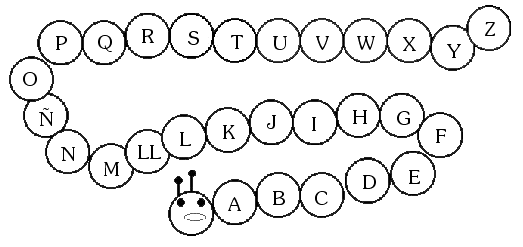 P Q R S T U V W X Y Z
O
Ñ
N M LL L K J I H G F
A B C D E